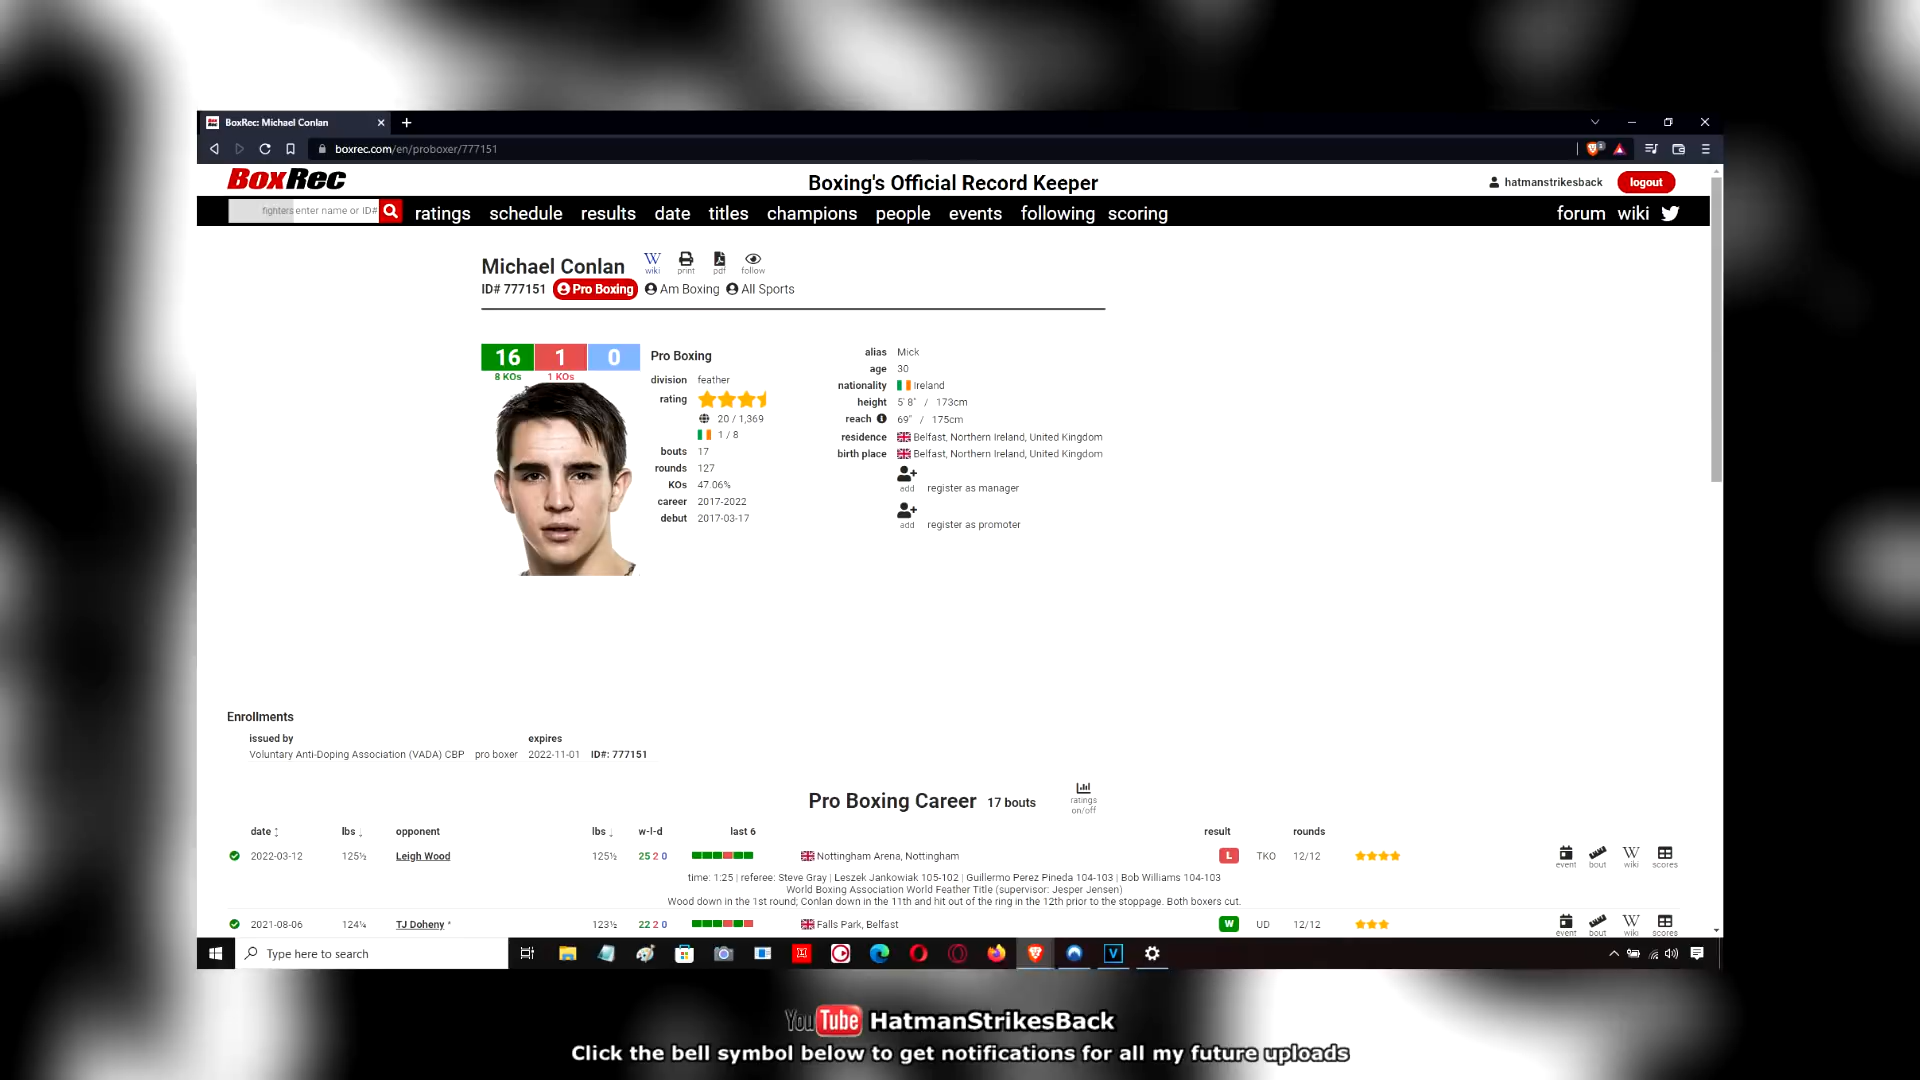 BoxRec: Michael Conlan
boxrec.com/en/proboxer/777151
BoxRec
Boxing's Official Record Keeper
hatmanstrikesback
logout
fighters enter name or ID#
ratings schedule results date titles champions people events following scoring
forum wiki
Michael Conlan
wiki print pdf follow
ID# 777151 Pro Boxing Am Boxing All Sports
16 1 0
8 KOs 1 KOs
Pro Boxing
division feather
rating
20 / 1,369
1 / 8
bouts 17
rounds 127
KOs 47.06%
career 2017-2022
debut 2017-03-17
alias Mick
age 30
nationality Ireland
height 5' 8" / 173cm
reach 69" / 175cm
residence Belfast, Northern Ireland, United Kingdom
birth place Belfast, Northern Ireland, United Kingdom
add register as manager
add register as promoter
Enrollments
issued by expires
Voluntary Anti-Doping Association (VADA) CBP pro boxer 2022-11-01 ID#: 777151
Pro Boxing Career 17 bouts
ratings
on/off
date lbs opponent lbs w-l-d last 6 result rounds
2022-03-12 125½ Leigh Wood 125½ 25 2 0 Nottingham Arena, Nottingham L TKO 12/12
event bout wiki scores
time: 1:25 | referee: Steve Gray | Leszek Jankowiak 105-102 | Guillermo Perez Pineda 104-103 | Bob Williams 104-103
World Boxing Association World Feather Title (supervisor: Jesper Jensen)
Wood down in the 1st round; Conlan down in the 11th and hit out of the ring in the 12th prior to the stoppage. Both boxers cut.
2021-08-06 124¼ TJ Doheny * 123½ 22 2 0 Falls Park, Belfast W UD 12/12
event bout wiki scores
Type here to search
YouTube HatmanStrikesBack
Click the bell symbol below to get notifications for all my future uploads